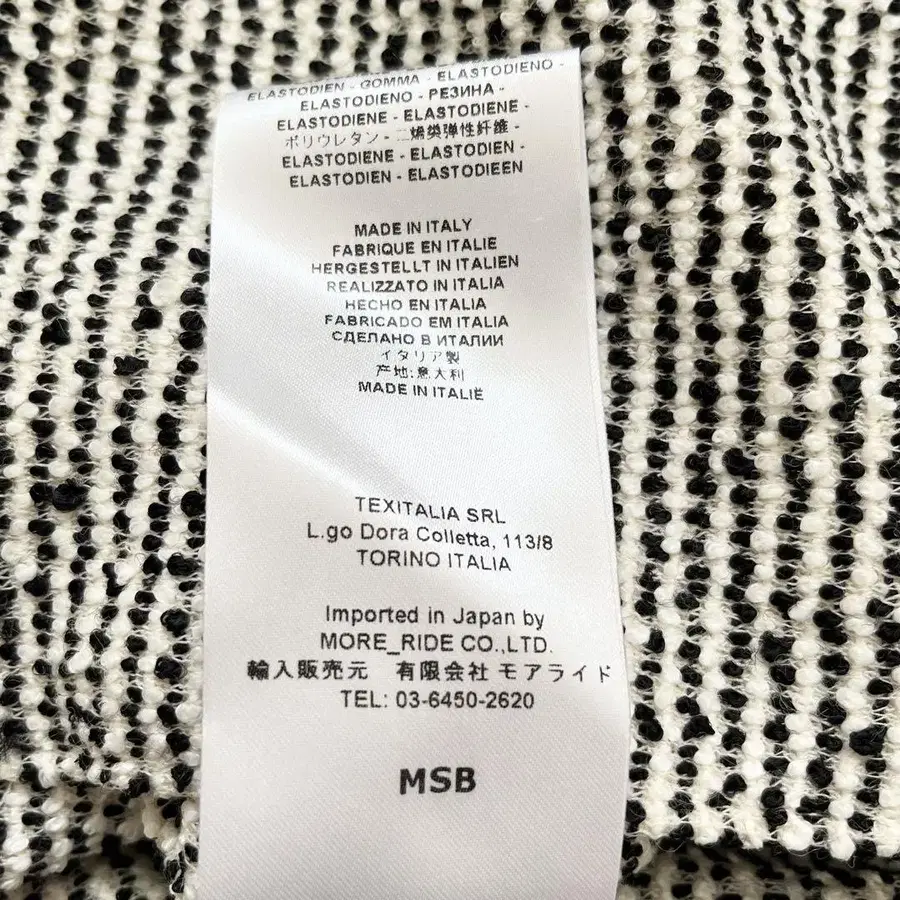 ELASTODIEN - GOMMA - ELASTODIENO -
ELASTODIENO - РЕЗИНА -
ELASTODIENE - ELASTODIENE -
ポリウレタン - 二烯类弹性纤维 -
ELASTODIENE - ELASTODIEN -
ELASTODIEN - ELASTODIEEN
MADE IN ITALY
FABRIQUE EN ITALIE
HERGESTELLT IN ITALIEN
REALIZZATO IN ITALIA
HECHO EN ITALIA
FABRICADO EM ITALIA
СДЕЛАНО В ИТАЛИИ
イタリア製
产地:意大利
MADE IN ITALIË
TEXITALIA SRL
L.go Dora Colletta, 113/8
TORINO ITALIA
Imported in Japan by
MORE_RIDE CO.,LTD.
輸入販売元 有限会社 モアライド
TEL: 03-6450-2620
MSB